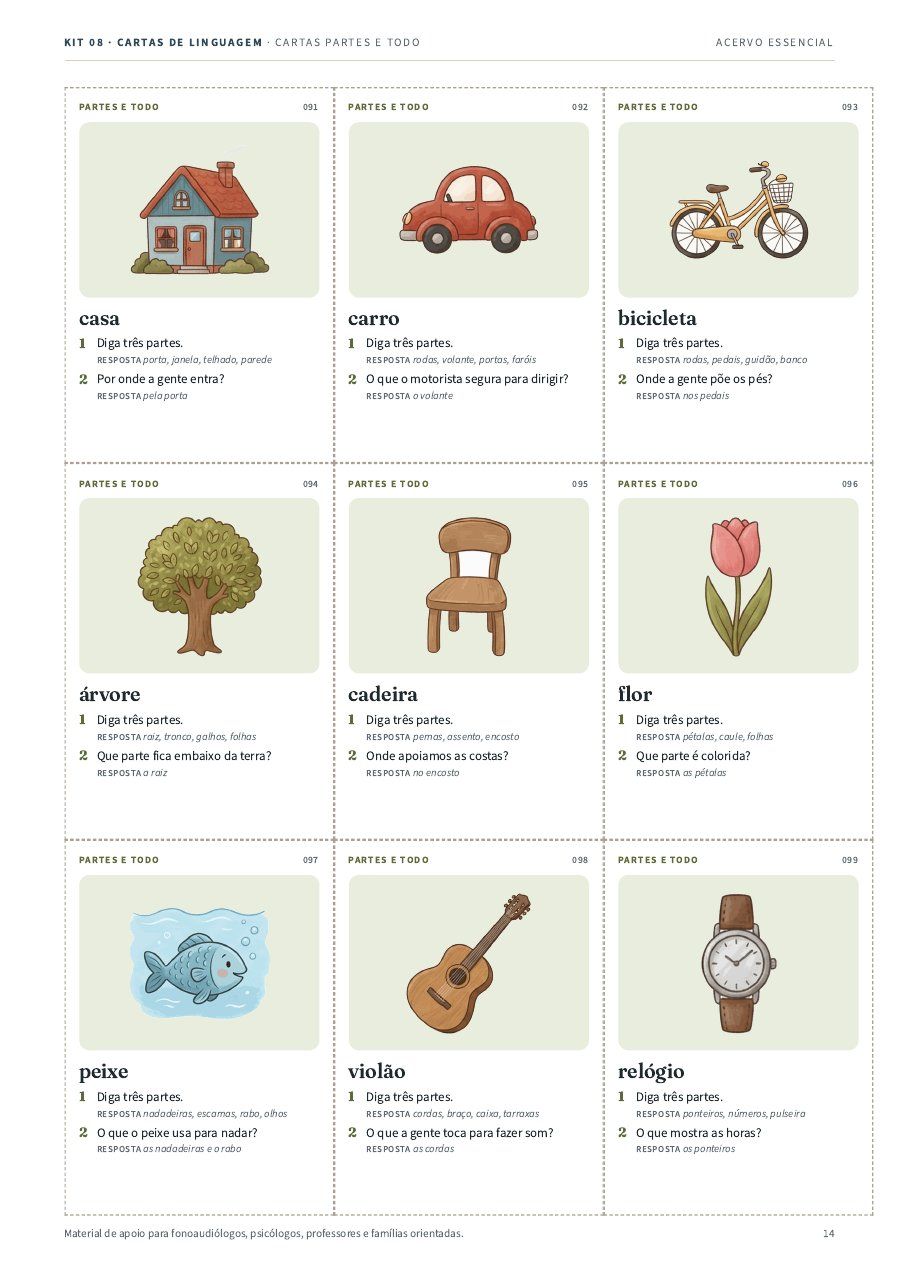 KIT 08 · CARTAS DE LINGUAGEM · CARTAS PARTES E TODO
ACERVO ESSENCIAL
PARTES E TODO 091
casa
1 Diga três partes.
RESPOSTA porta, janela, telhado, parede
2 Por onde a gente entra?
RESPOSTA pela porta
PARTES E TODO 092
carro
1 Diga três partes.
RESPOSTA rodas, volante, portas, faróis
2 O que o motorista segura para dirigir?
RESPOSTA o volante
PARTES E TODO 093
bicicleta
1 Diga três partes.
RESPOSTA rodas, pedais, guidão, banco
2 Onde a gente põe os pés?
RESPOSTA nos pedais
PARTES E TODO 094
árvore
1 Diga três partes.
RESPOSTA raiz, tronco, galhos, folhas
2 Que parte fica embaixo da terra?
RESPOSTA a raiz
PARTES E TODO 095
cadeira
1 Diga três partes.
RESPOSTA pernas, assento, encosto
2 Onde apoiamos as costas?
RESPOSTA no encosto
PARTES E TODO 096
flor
1 Diga três partes.
RESPOSTA pétalas, caule, folhas
2 Que parte é colorida?
RESPOSTA as pétalas
PARTES E TODO 097
peixe
1 Diga três partes.
RESPOSTA nadadeiras, escamas, rabo, olhos
2 O que o peixe usa para nadar?
RESPOSTA as nadadeiras e o rabo
PARTES E TODO 098
violão
1 Diga três partes.
RESPOSTA cordas, braço, caixa, tarraxas
2 O que a gente toca para fazer som?
RESPOSTA as cordas
PARTES E TODO 099
relógio
1 Diga três partes.
RESPOSTA ponteiros, números, pulseira
2 O que mostra as horas?
RESPOSTA os ponteiros
Material de apoio para fonoaudiólogos, psicólogos, professores e famílias orientadas.
14